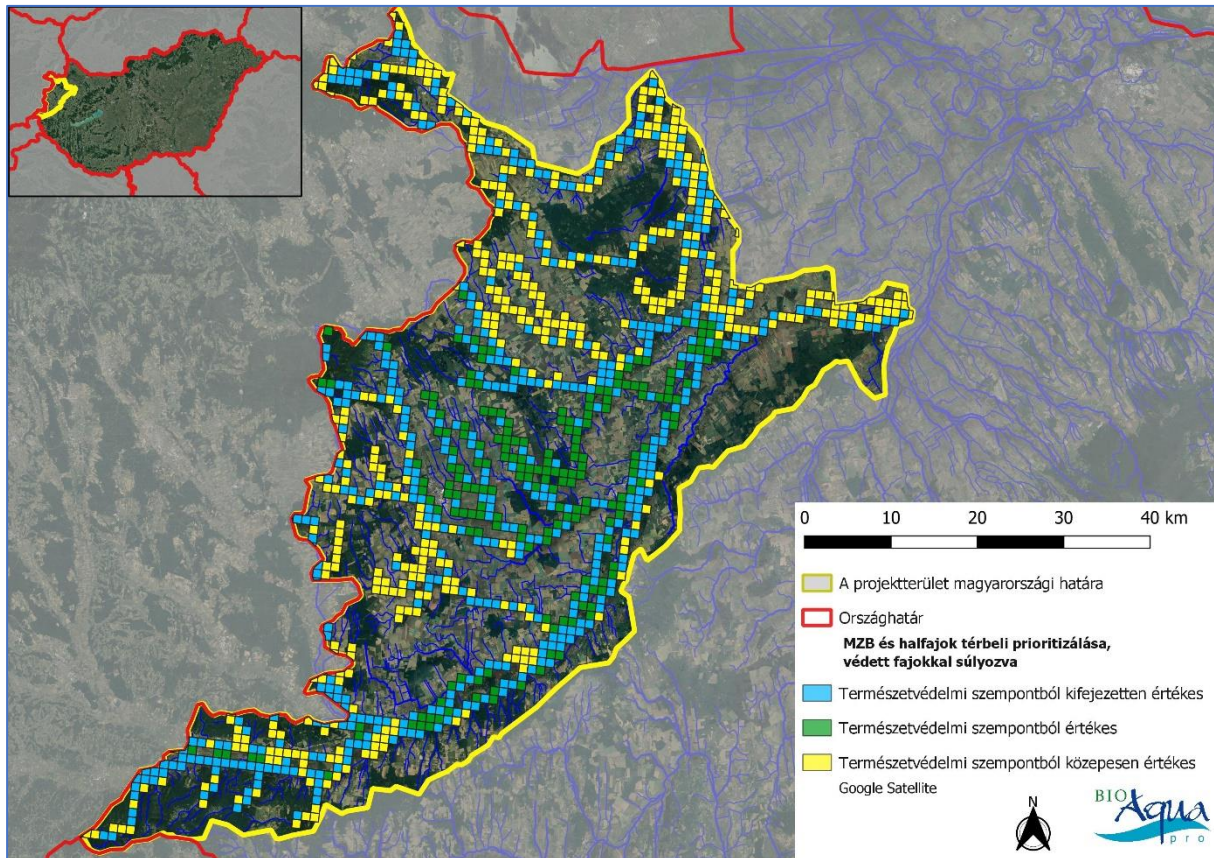 0 10 20 30 40 km
A projektterület magyarországi határa
Országhatár
MZB és halfajok térbeli prioritizálása,
védett fajokkal súlyozva
Természetvédelmi szempontból kifejezetten értékes
Természetvédelmi szempontból értékes
Természetvédelmi szempontból közepesen értékes
Google Satellite
N
BIO
Aqua
pro